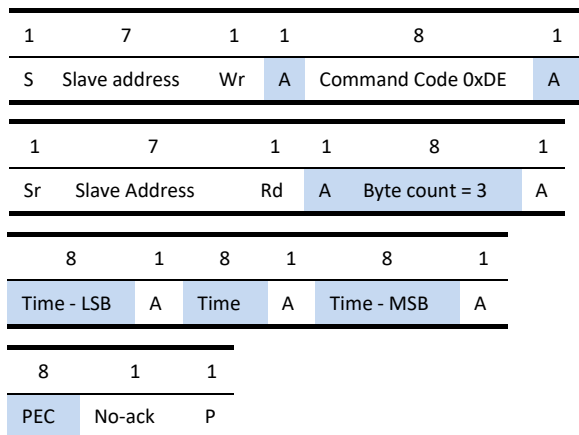 1 7 1 1 8 1
S Slave address Wr A Command Code 0xDE A
1 7 1 1 8 1
Sr Slave Address Rd A Byte count = 3 A
8 1 8 1 8 1
Time - LSB A Time A Time - MSB A
8 1 1
PEC No-ack P